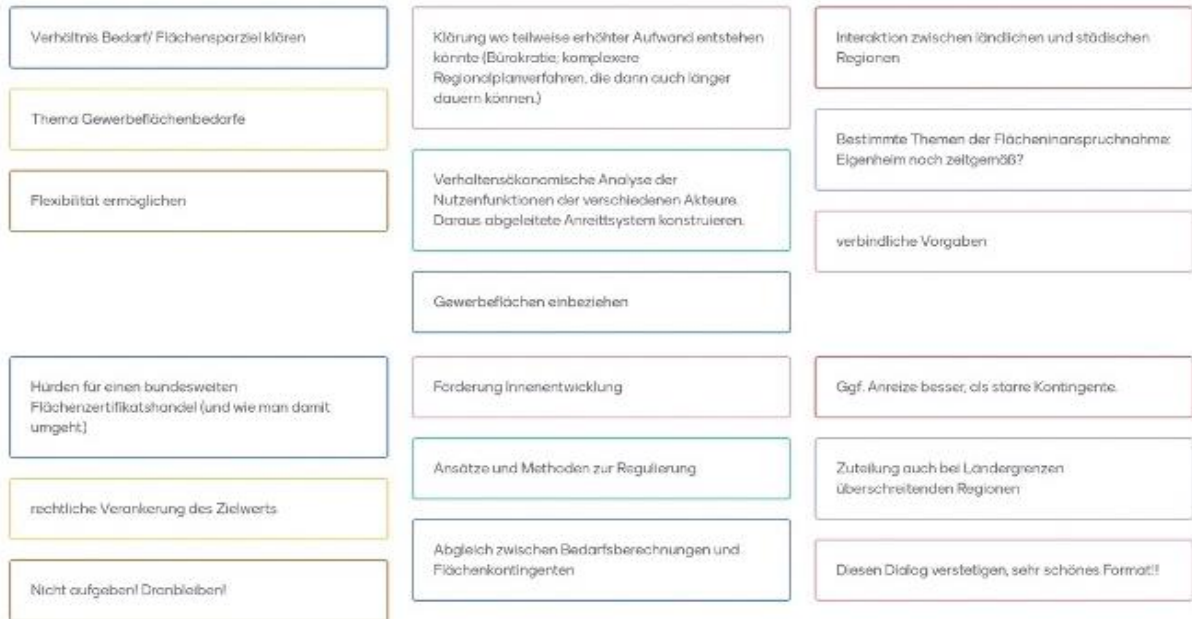 Verhältnis Bedarf/ Flächensparziel klären
Thema Gewerbeflächenbedarfe
Flexibilität ermöglichen
Klärung wo teilweise erhöhter Aufwand entstehen
könnte (Bürokratie; komplexere
Regionalplanverfahren, die dann auch länger
dauern können.)
Verhaltensökonomische Analyse der
Nutzenfunktionen der verschiedenen Akteure.
Daraus abgeleitete Anreittsystem konstruieren.
Gewerbeflächen einbeziehen
Interaktion zwischen ländlichen und städischen
Regionen
Bestimmte Themen der Flächeninanspruchnahme:
Eigenheim noch zeitgemäß?
verbindliche Vorgaben
Hürden für einen bundesweiten
Flächenzertifikatshandel (und wie man damit
umgeht)
rechtliche Verankerung des Zielwerts
Nicht aufgeben! Dranbleiben!
Förderung Innenentwicklung
Ansätze und Methoden zur Regulierung
Abgleich zwischen Bedarfsberechnungen und
Flächenkontingenten
Ggf. Anreize besser, als starre Kontingente.
Zuteilung auch bei Ländergrenzen
überschreitenden Regionen
Diesen Dialog verstetigen, sehr schönes Format!!